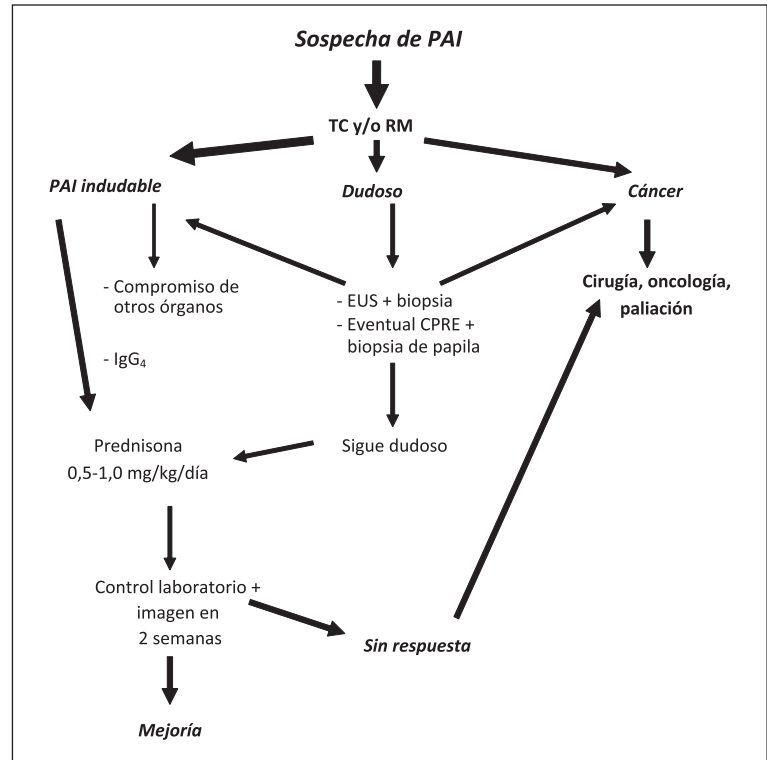 Sospecha de PAI
TC y/o RM
PAI indudable
Dudoso
Cáncer
- Compromiso de
otros órganos
- IgG₄
- EUS + biopsia
- Eventual CPRE +
biopsia de papila
Cirugía, oncología,
paliación
Prednisona
0,5-1,0 mg/kg/día
Sigue dudoso
Control laboratorio +
imagen en
2 semanas
Sin respuesta
Mejoría